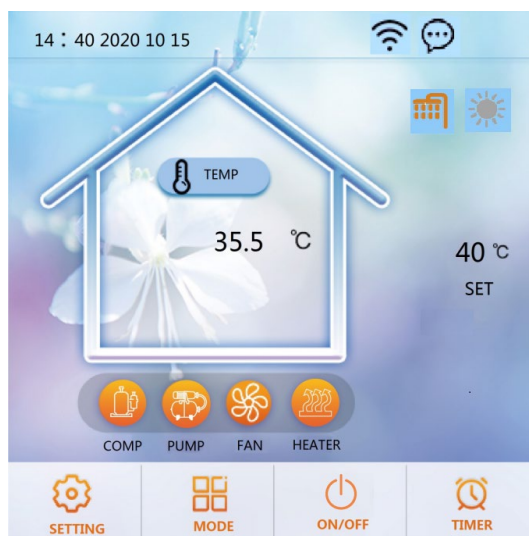 14：40 2020 10 15
TEMP
35.5 ℃
40 ℃
SET
COMP PUMP FAN HEATER
SETTING MODE ON/OFF TIMER